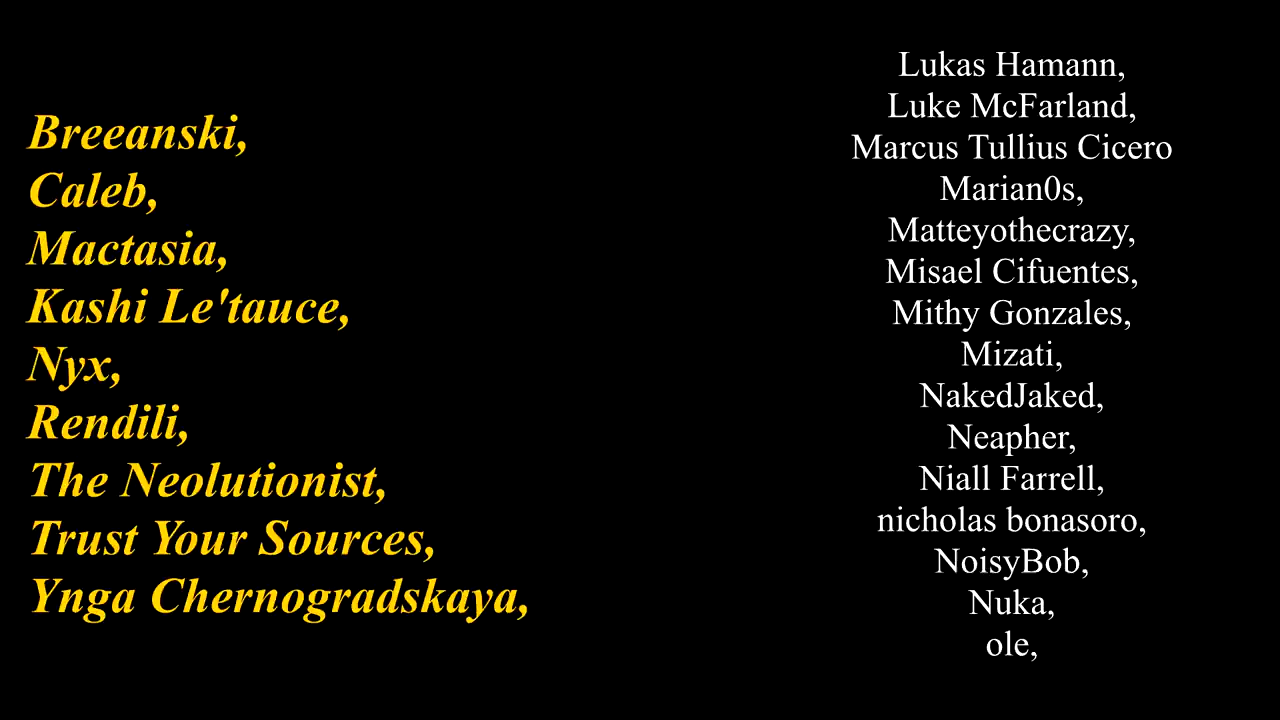 Breeanski,
Caleb,
Mactasia,
Kashi Le'tauce,
Nyx,
Rendili,
The Neolutionist,
Trust Your Sources,
Ynga Chernogradskaya,
Lukas Hamann,
Luke McFarland,
Marcus Tullius Cicero
Marian0s,
Matteyothecrazy,
Misael Cifuentes,
Mithy Gonzales,
Mizati,
NakedJaked,
Neapher,
Niall Farrell,
nicholas bonasoro,
NoisyBob,
Nuka,
ole,